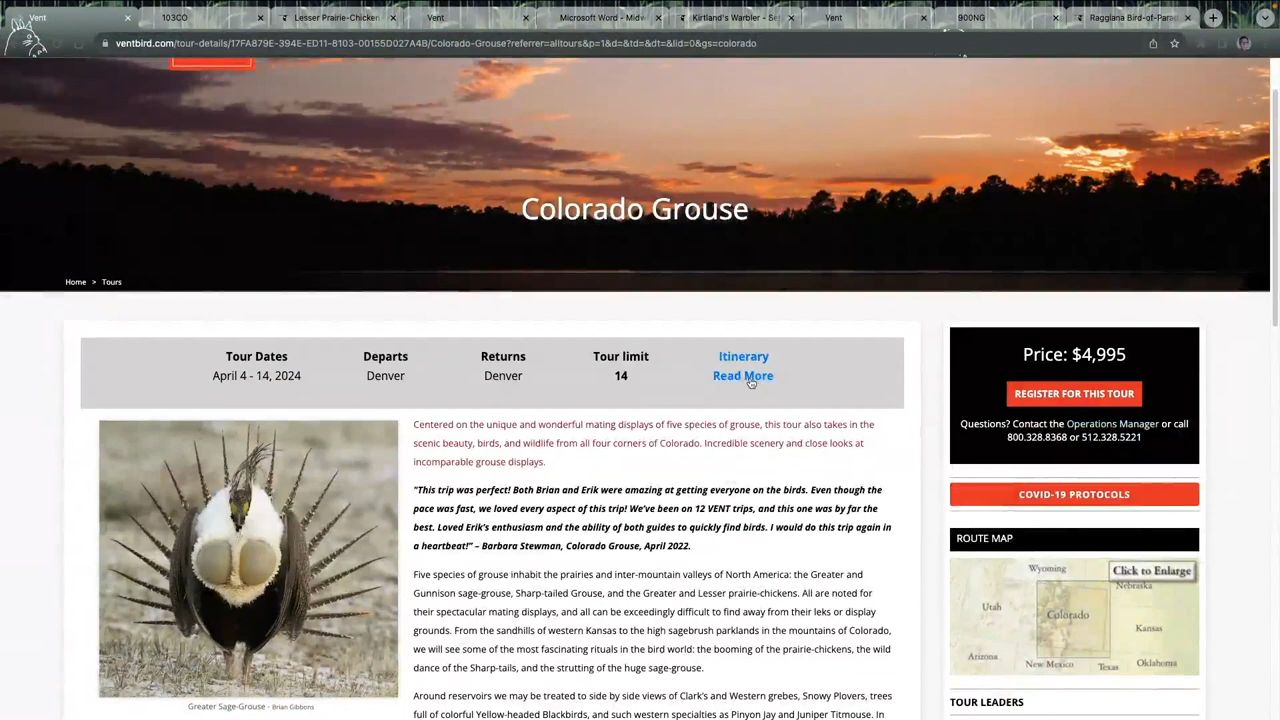 Vent
103CO
Lesser Prairie-Chicken
Vent
Microsoft Word - Midw
Kirtland's Warbler - Se
Vent
900NG
Raggiana Bird-of-Para
ventbird.com/tour-details/17FA879E-394E-ED11-8103-00155D027A4B/Colorado-Grouse?referrer=alltours&p=1&d=&td=&dt=&lid=0&gs=colorado
Colorado Grouse
Home > Tours
Tour Dates
April 4 - 14, 2024
Departs
Denver
Returns
Denver
Tour limit
14
Itinerary
Read More
Centered on the unique and wonderful mating displays of five species of grouse, this tour also takes in the
scenic beauty, birds, and wildlife from all four corners of Colorado. Incredible scenery and close looks at
incomparable grouse displays.
"This trip was perfect! Both Brian and Erik were amazing at getting everyone on the birds. Even though the
pace was fast, we loved every aspect of this trip! We've been on 12 VENT trips, and this one was by far the
best. Loved Erik's enthusiasm and the ability of both guides to quickly find birds. I would do this trip again in
a heartbeat!" – Barbara Stewman, Colorado Grouse, April 2022.
Five species of grouse inhabit the prairies and inter-mountain valleys of North America: the Greater and
Gunnison sage-grouse, Sharp-tailed Grouse, and the Greater and Lesser prairie-chickens. All are noted for
their spectacular mating displays, and all can be exceedingly difficult to find away from their leks or display
grounds. From the sandhills of western Kansas to the high sagebrush parklands in the mountains of Colorado,
we will see some of the most fascinating rituals in the bird world: the booming of the prairie-chickens, the wild
dance of the Sharp-tails, and the strutting of the huge sage-grouse.
Around reservoirs we may be treated to side by side views of Clark's and Western grebes, Snowy Plovers, trees
full of colorful Yellow-headed Blackbirds, and such western specialties as Pinyon Jay and Juniper Titmouse. In
Greater Sage-Grouse - Brian Gibbons
Price: $4,995
REGISTER FOR THIS TOUR
Questions? Contact the Operations Manager or call
800.328.8368 or 512.328.5221
COVID-19 PROTOCOLS
ROUTE MAP
Click to Enlarge
Wyoming
Nebraska
Utah
Colorado
Kansas
Arizona
New Mexico
Texas
Oklahoma
TOUR LEADERS